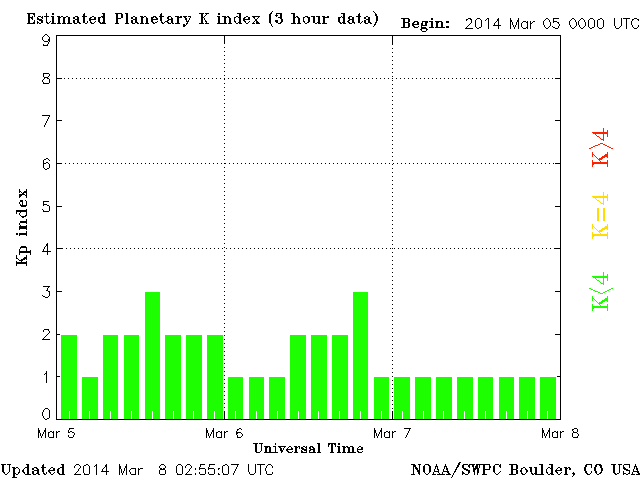 Estimated Planetary K index (3 hour data) Begin: 2014 Mar 05 0000 UTC
9
8
7
6
5
4
3
2
1
0
Kp index
K>4
K=4
K<4
Mar 5 Mar 6 Mar 7 Mar 8
Universal Time
Updated 2014 Mar 8 02:55:07 UTC NOAA/SWPC Boulder, CO USA